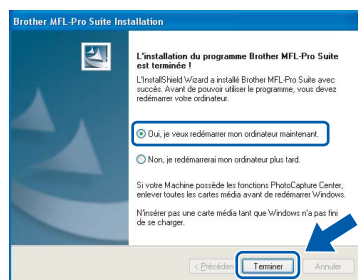 Brother MFL-Pro Suite Installation
L'installation du programme Brother MFL-Pro Suite
est terminée !
L'InstallShield Wizard a installé Brother MFL-Pro Suite avec
succès. Avant de pouvoir utiliser le programme, vous devez
redémarrer votre ordinateur.
Oui, je veux redémarrer mon ordinateur maintenant.
Non, je redémarrerai mon ordinateur plus tard.
Si votre Machine possède les fonctions PhotoCapture Center,
enlever toutes les cartes média avant de redémarrer Windows.
N'insérer pas une carte média tant que Windows n'a pas fini
de se charger.
< Précéden
Terminer
Annuler